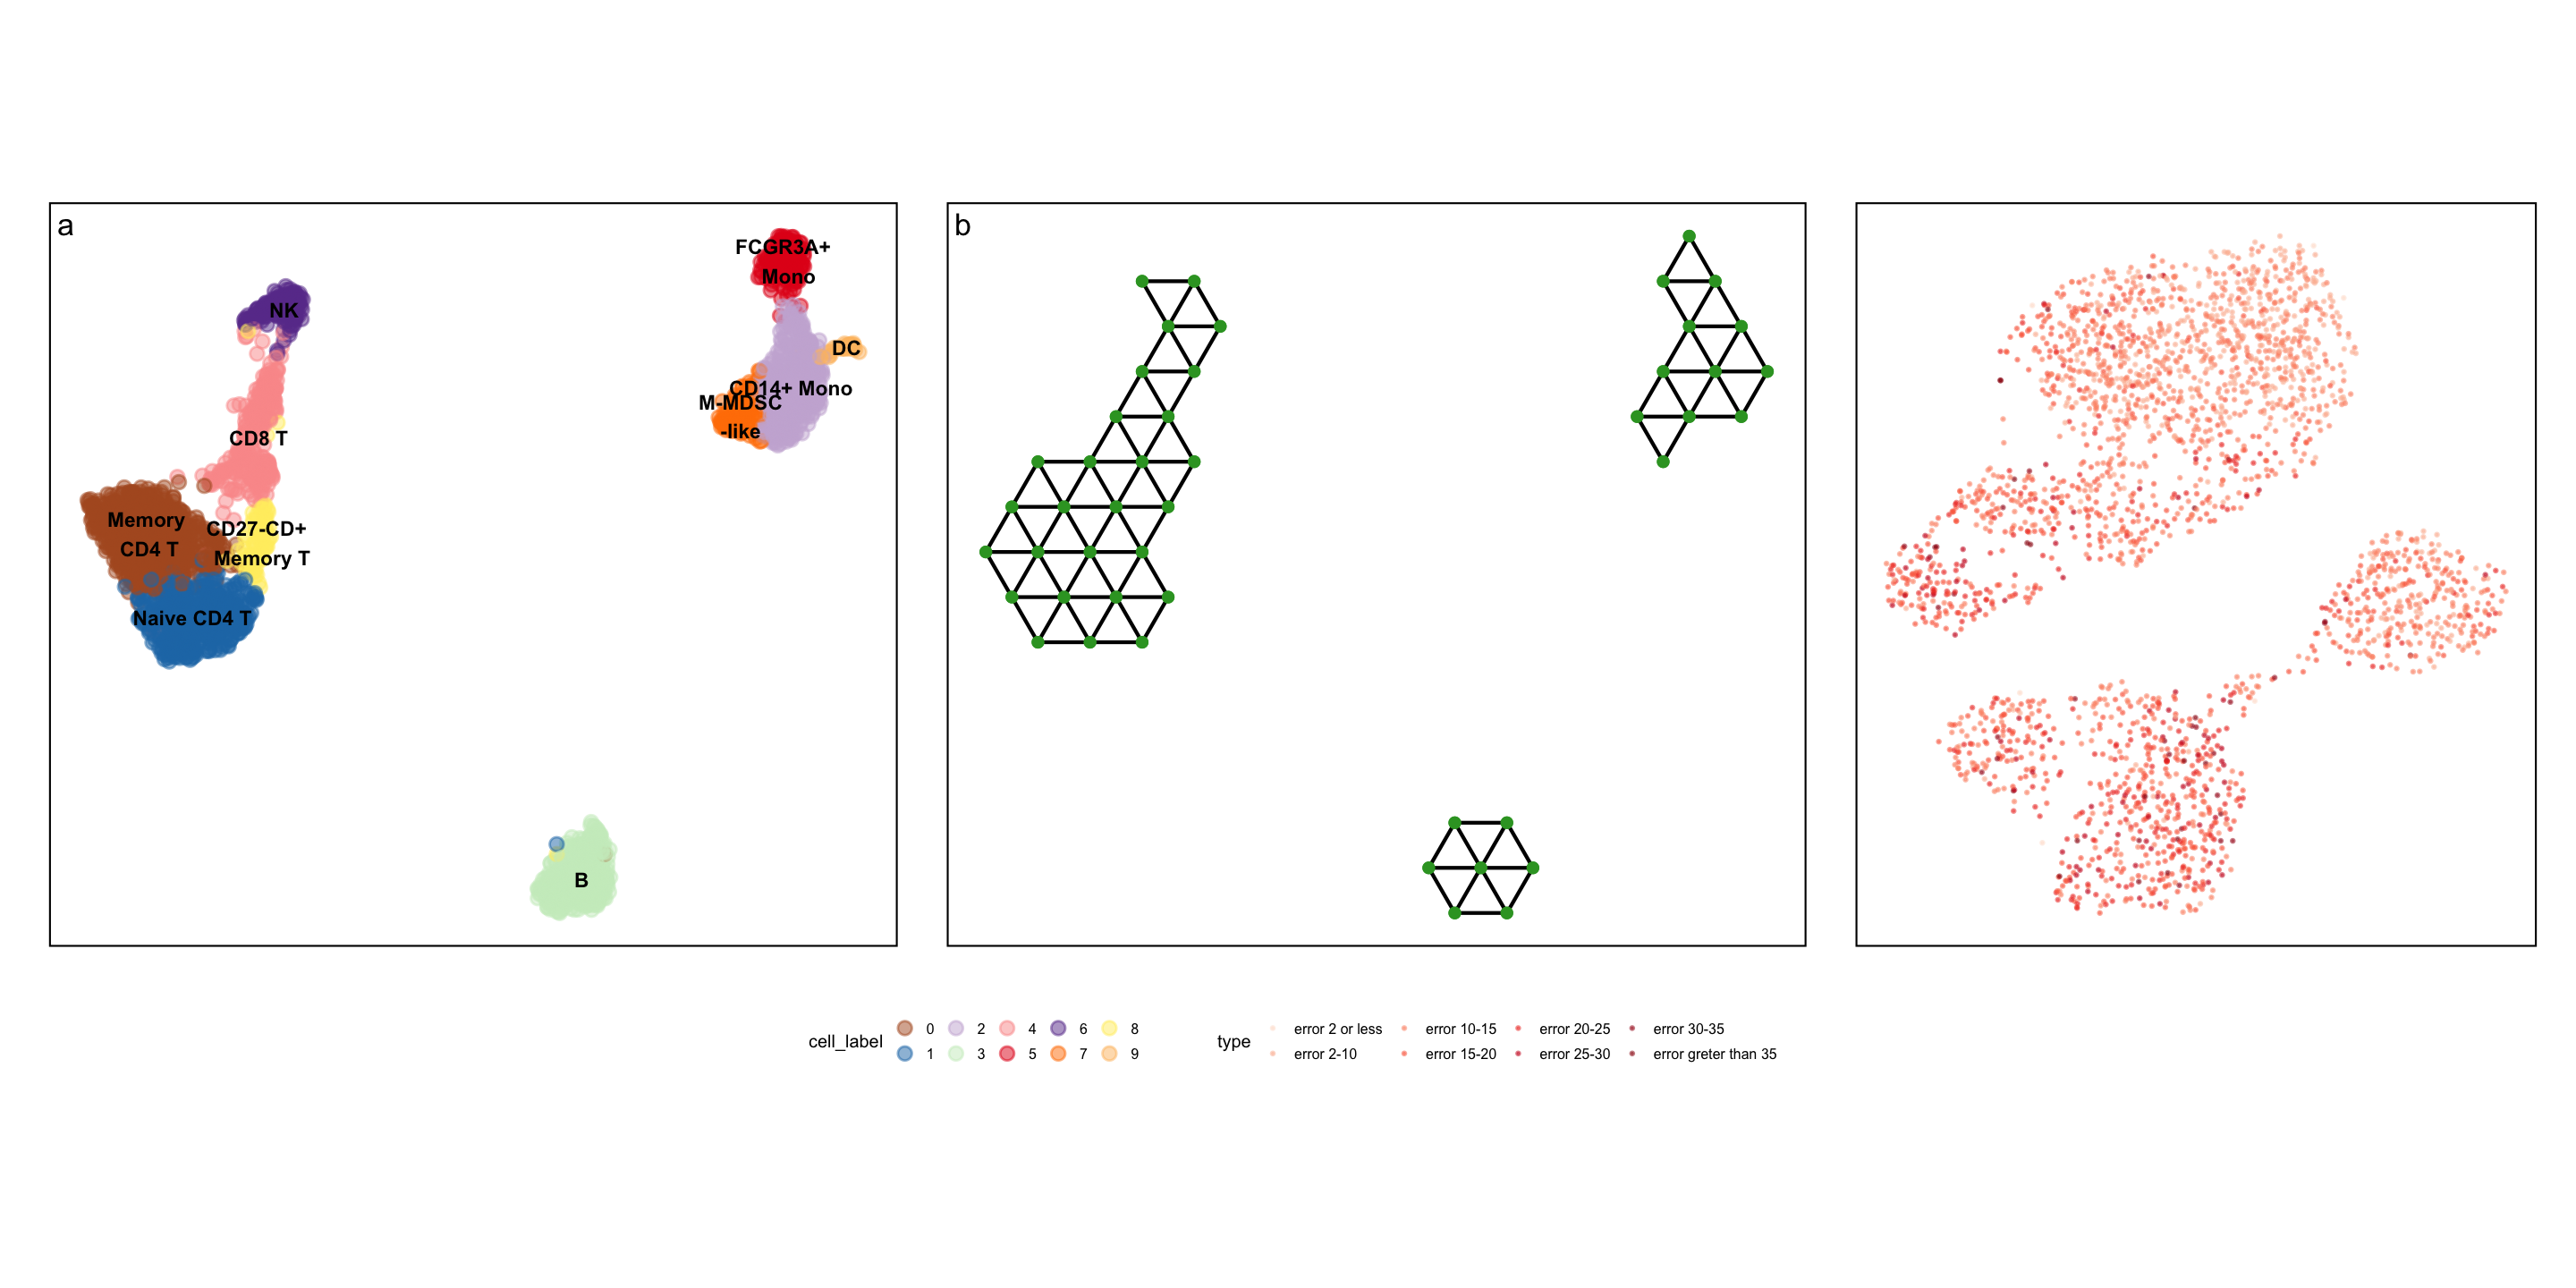 a
FCGR3A+
Mono
NK
DC
CD14+ Mono
M-MDSC
-like
CD8 T
Memory
CD4 T
CD27-CD+
Memory T
Naive CD4 T
B
b
cell_label
0
2
4
6
8
1
3
5
7
9
type
error 2 or less
error 10-15
error 20-25
error 30-35
error 2-10
error 15-20
error 25-30
error greter than 35